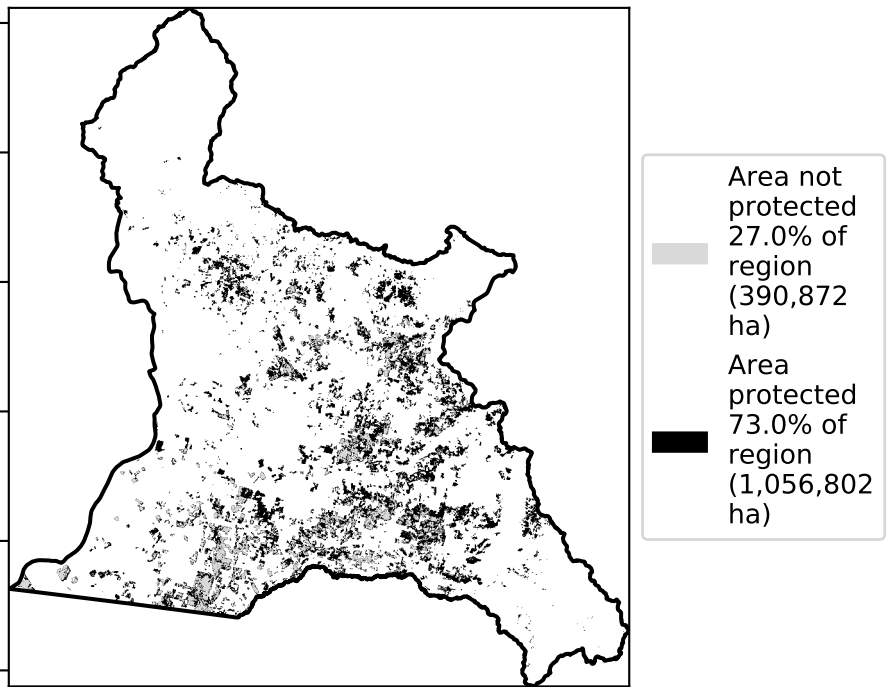 Area not
protected
27.0% of
region
(390,872
ha)
Area
protected
73.0% of
region
(1,056,802
ha)